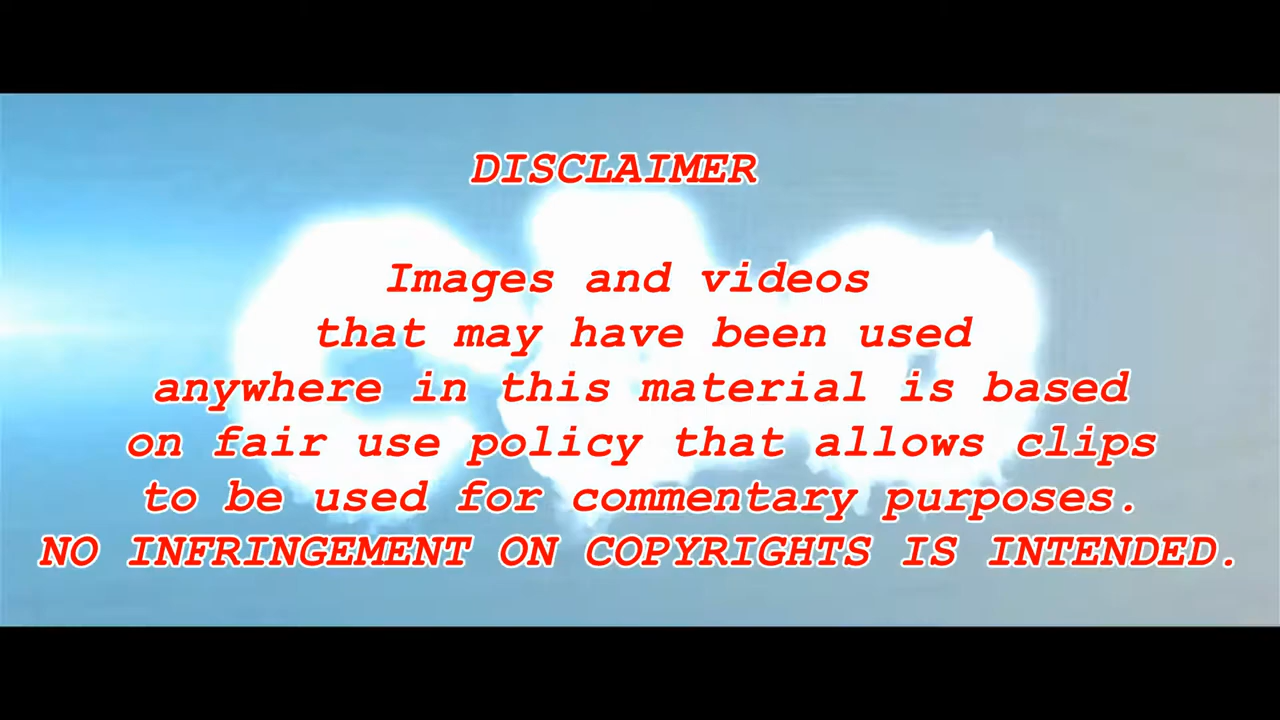 DISCLAIMER
Images and videos
that may have been used
anywhere in this material is based
on fair use policy that allows clips
to be used for commentary purposes.
NO INFRINGEMENT ON COPYRIGHTS IS INTENDED.